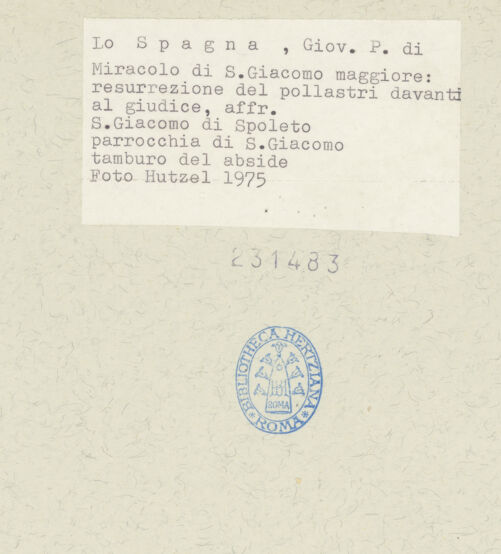 Lo S p a g n a , Giov. P. di
Miracolo di S.Giacomo maggiore:
resurrezione del pollastri davanti
al giudice, affr.
S.Giacomo di Spoleto
parrocchia di S.Giacomo
tamburo del abside
Foto Hutzel 1975
231483
BIBLIOTHECA HERTZIANA
ROMA
ROMA